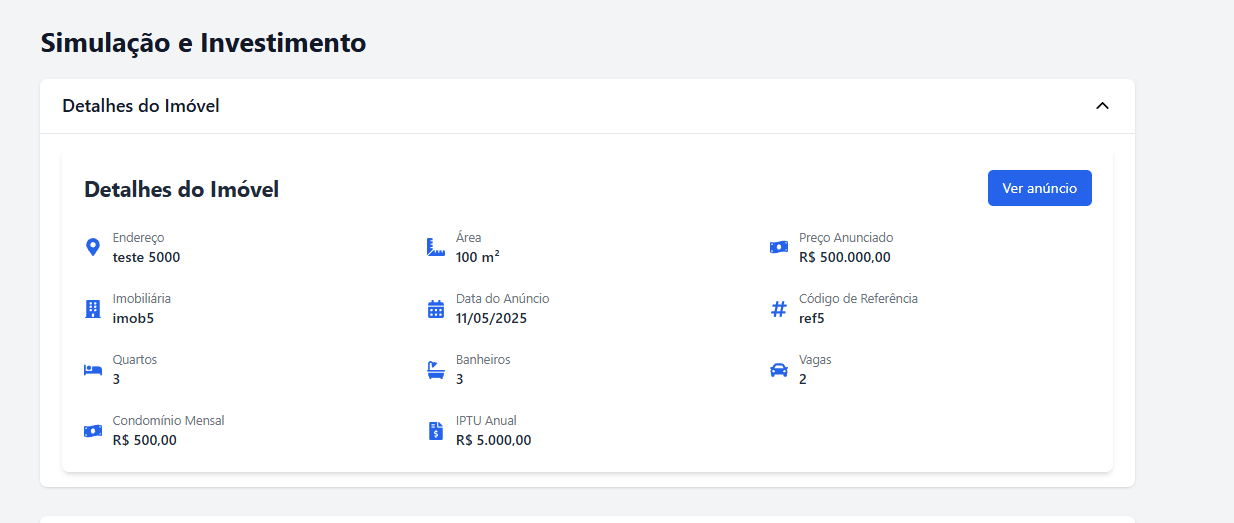 Simulação e Investimento
Detalhes do Imóvel
Detalhes do Imóvel
Ver anúncio
Endereço
teste 5000
Área
100 m²
Preço Anunciado
R$ 500.000,00
Imobiliária
imob5
Data do Anúncio
11/05/2025
Código de Referência
ref5
Quartos
3
Banheiros
3
Vagas
2
Condomínio Mensal
R$ 500,00
IPTU Anual
R$ 5.000,00